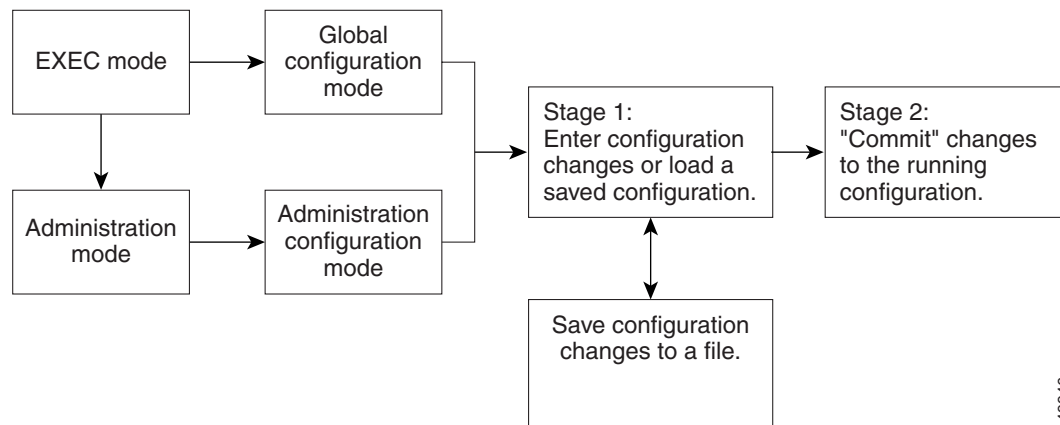 EXEC mode
Global
configuration
mode
Administration
mode
Administration
configuration
mode
Stage 1:
Enter configuration
changes or load a
saved configuration.
Stage 2:
"Commit" changes
to the running
configuration.
Save configuration
changes to a file.